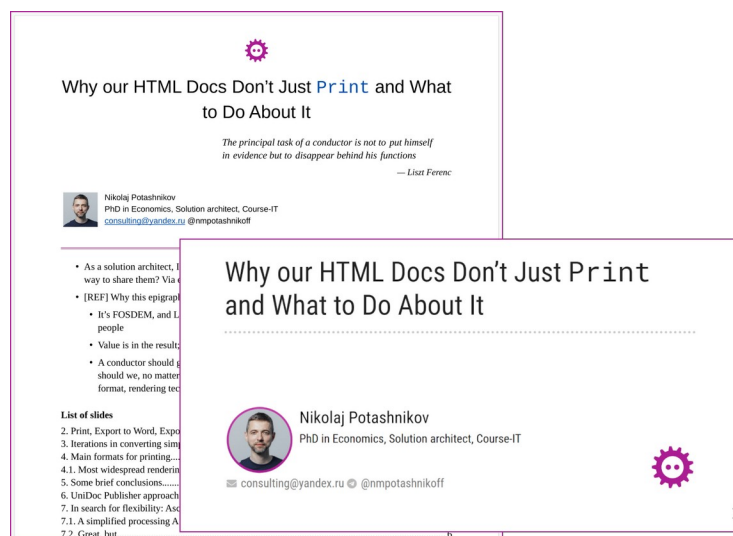 Why our HTML Docs Don't Just Print and What
to Do About It
The principal task of a conductor is not to put himself
in evidence but to disappear behind his functions
— Liszt Ferenc
Nikolaj Potashnikov
PhD in Economics, Solution architect, Course-IT
consulting@yandex.ru @nmpotashnikoff
• As a solution architect, I
way to share them? Via
• [REF] Why this epigrap
• It's FOSDEM, and L
people
• Value is in the result;
• A conductor should
should we, no matter
format, rendering tec
List of slides
2. Print, Export to Word, Expo
3. Iterations in converting sim
4. Main formats for printing....
4.1. Most widespread renderin
5. Some brief conclusions.......
6. UniDoc Publisher approach
7. In search for flexibility: Asc
7.1. A simplified processing A
7.2. Great, but
Why our HTML Docs Don't Just Print
and What to Do About It
Nikolaj Potashnikov
PhD in Economics, Solution architect, Course-IT
consulting@yandex.ru @nmpotashnikoff